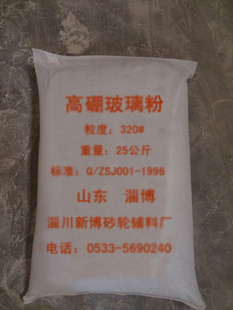 高硼玻璃粉
粒度：320#
重量：25公斤
标准：Q/ZSJ001-1996
山东 淄博
淄川新博砂轮辅料厂
电话：0533-5690240